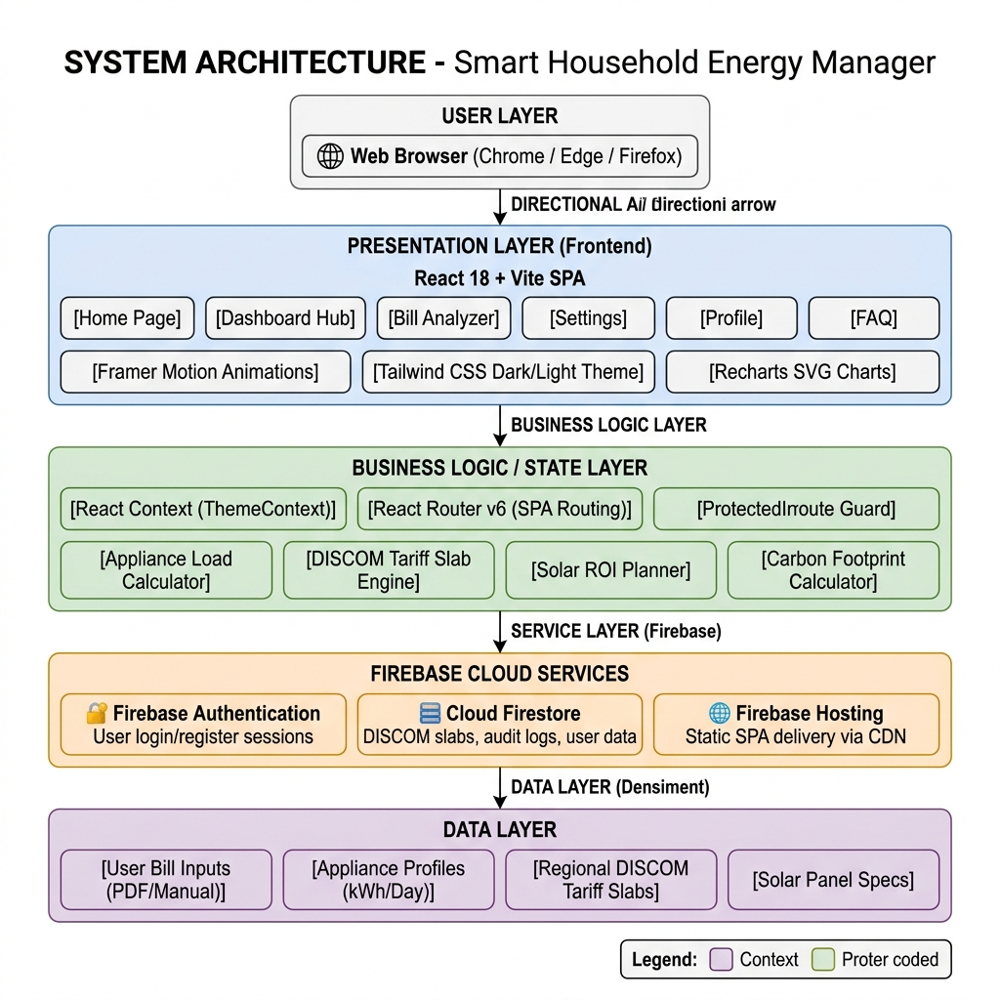 SYSTEM ARCHITECTURE - Smart Household Energy Manager
USER LAYER
Web Browser (Chrome / Edge / Firefox)
DIRECTIONAL All directioni arrow
PRESENTATION LAYER (Frontend)
React 18 + Vite SPA
[Home Page]
[Dashboard Hub]
[Bill Analyzer]
[Settings]
[Profile]
[FAQ]
[Framer Motion Animations]
[Tailwind CSS Dark/Light Theme]
[Recharts SVG Charts]
BUSINESS LOGIC LAYER
BUSINESS LOGIC / STATE LAYER
[React Context (ThemeContext)]
[React Router v6 (SPA Routing)]
[ProtectedIroute Guard]
[Appliance Load
Calculator]
[DISCOM Tariff Slab
Engine]
[Solar ROI Planner]
[Carbon Footprint
Calculator]
SERVICE LAYER (Firebase)
FIREBASE CLOUD SERVICES
Firebase Authentication
User login/register sessions
Cloud Firestore
DISCOM slabs, audit logs, user data
Firebase Hosting
Static SPA delivery via CDN
DATA LAYER (Densiment)
DATA LAYER
[User Bill Inputs
(PDF/Manual)]
[Appliance Profiles
(kWh/Day)]
[Regional DISCOM
Tariff Slabs]
[Solar Panel Specs]
Legend:
Context
Proter coded